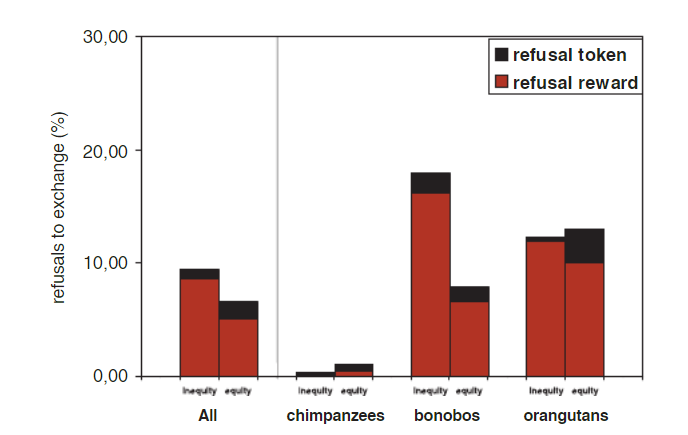 30,00
refusal token
refusal reward
20,00
refusals to exchange (%)
10,00
0,00
Inequity equity Inequity equity Inequity equity Inequity equity
All chimpanzees bonobos orangutans